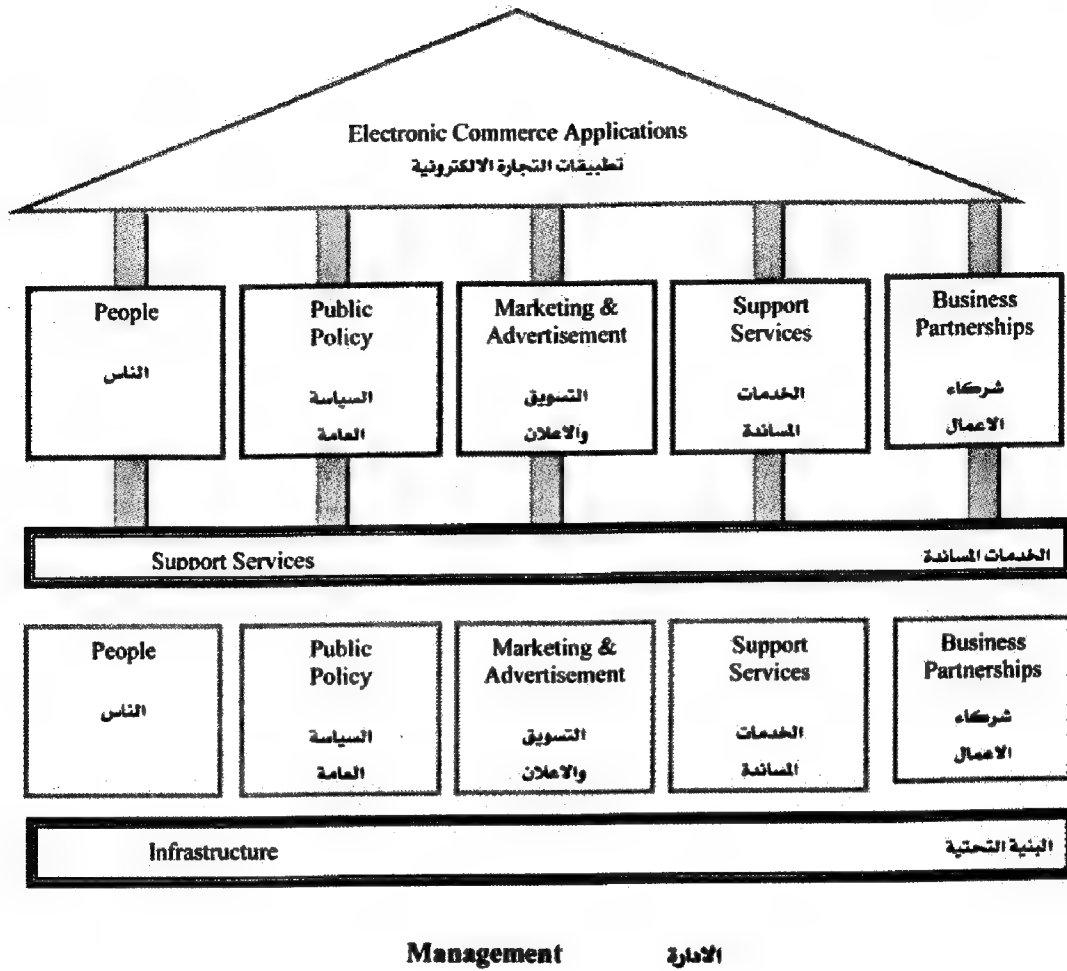 Electronic Commerce Applications
تطبيقات التجارة الالكترونية
People
الناس
Public
Policy
السياسة
العامة
Marketing &
Advertisement
التسويق
والاعلان
Support
Services
الخدمات
المساندة
Business
Partnerships
شركاء
الاعمال
Support Services الخدمات المساندة
People
الناس
Public
Policy
السياسة
العامة
Marketing &
Advertisement
التسويق
والاعلان
Support
Services
الخدمات
المساندة
Business
Partnerships
شركاء
الاعمال
Infrastructure البنية التحتية
Management الادارة